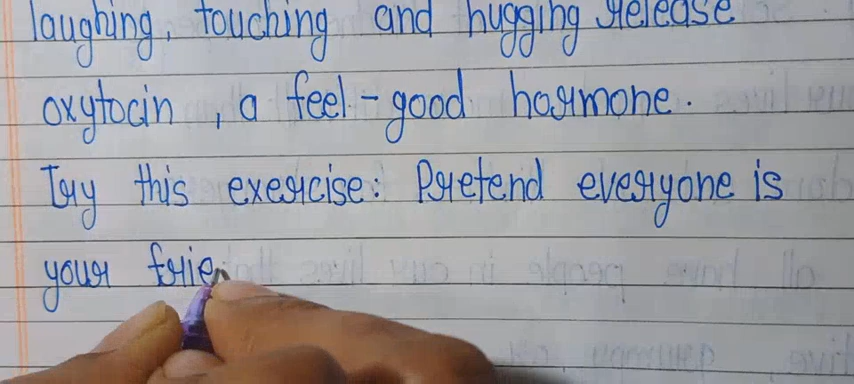 laughing, touching and hugging release
oxytocin, a feel-good hormone.
Try this exercise: Pretend everyone is
your frie